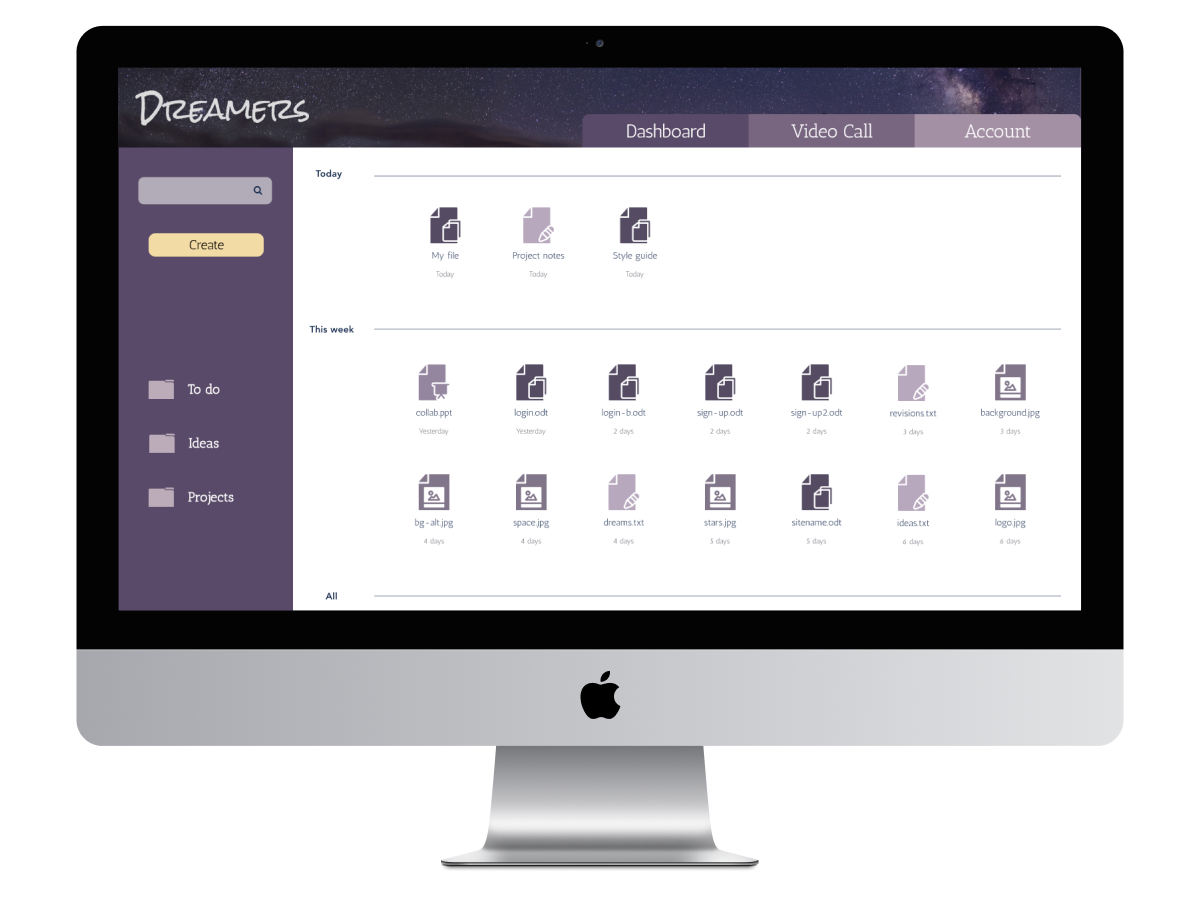 Dreamers
Dashboard Video Call Account
Today
Create
My file Project notes Style guide
Today Today Today
This week
To do
collab.ppt login.odt login-b.odt sign-up.odt sign-up2.odt revisions.txt background.jpg
Yesterday Yesterday 2 days 2 days 2 days 3 days 3 days
Ideas
Projects
bg-alt.jpg space.jpg dreams.txt stars.jpg sitename.odt ideas.txt logo.jpg
4 days 4 days 4 days 5 days 5 days 6 days 6 days
All